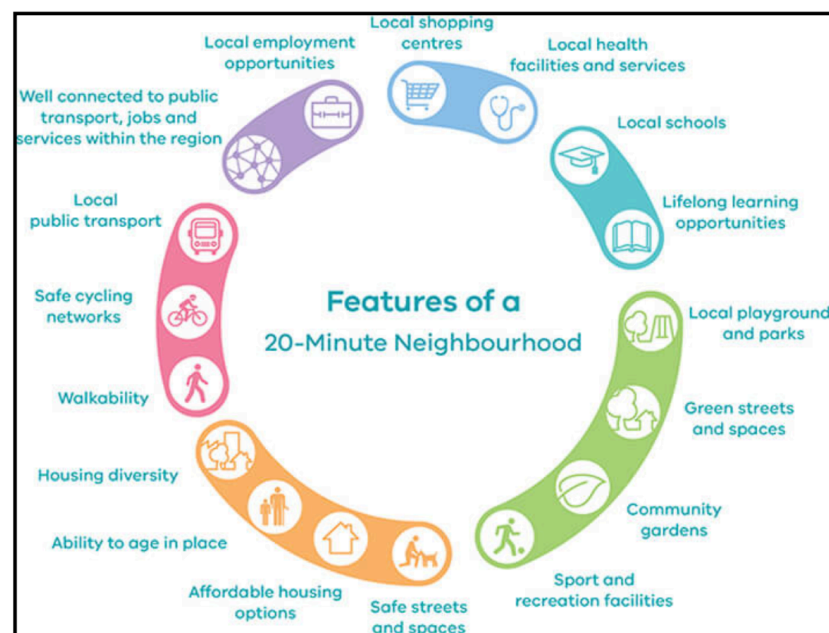 Features of a
20-Minute Neighbourhood
Local shopping
centres
Local health
facilities and services
Local schools
Lifelong learning
opportunities
Local playground
and parks
Green streets
and spaces
Community
gardens
Sport and
recreation facilities
Safe streets
and spaces
Affordable housing
options
Ability to age in place
Housing diversity
Walkability
Safe cycling
networks
Local
public transport
Well connected to public
transport, jobs and
services within the region
Local employment
opportunities